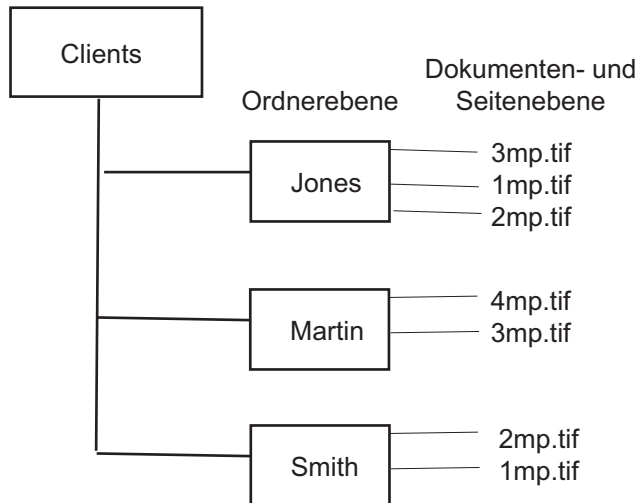 Clients
Ordnerebene
Dokumenten- und
Seitenebene
Jones
3mp.tif
1mp.tif
2mp.tif
Martin
4mp.tif
3mp.tif
Smith
2mp.tif
1mp.tif